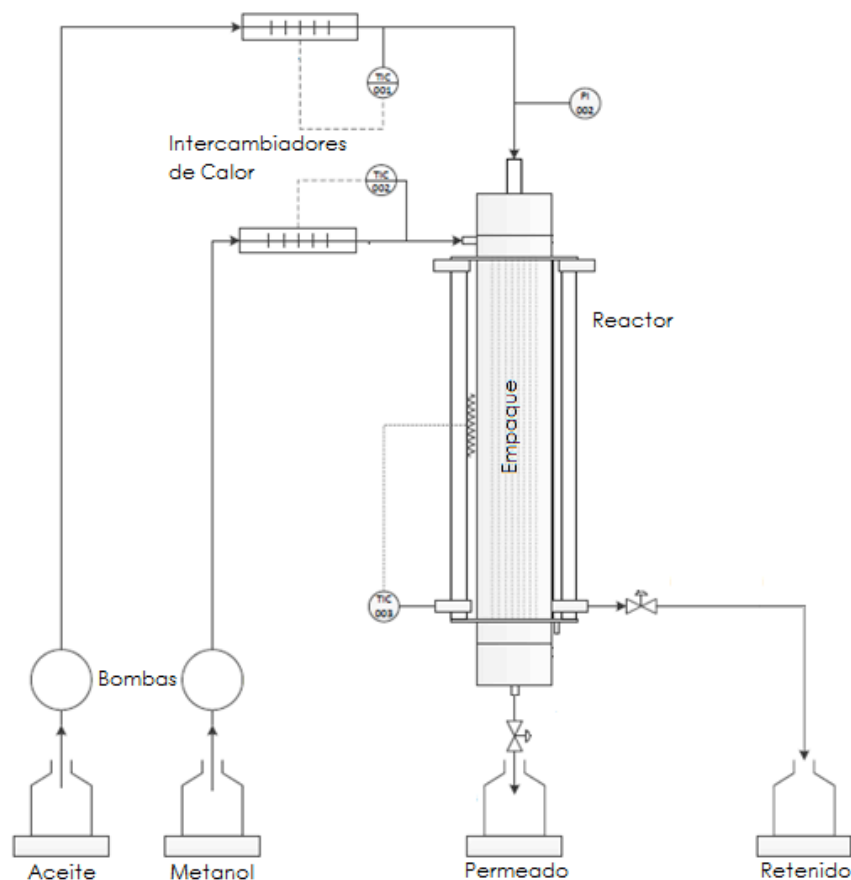 TIC
001
PI
002
Intercambiadores
de Calor
TIC
002
Reactor
Empaque
TIC
003
Bombas
Aceite
Metanol
Permeado
Retenido